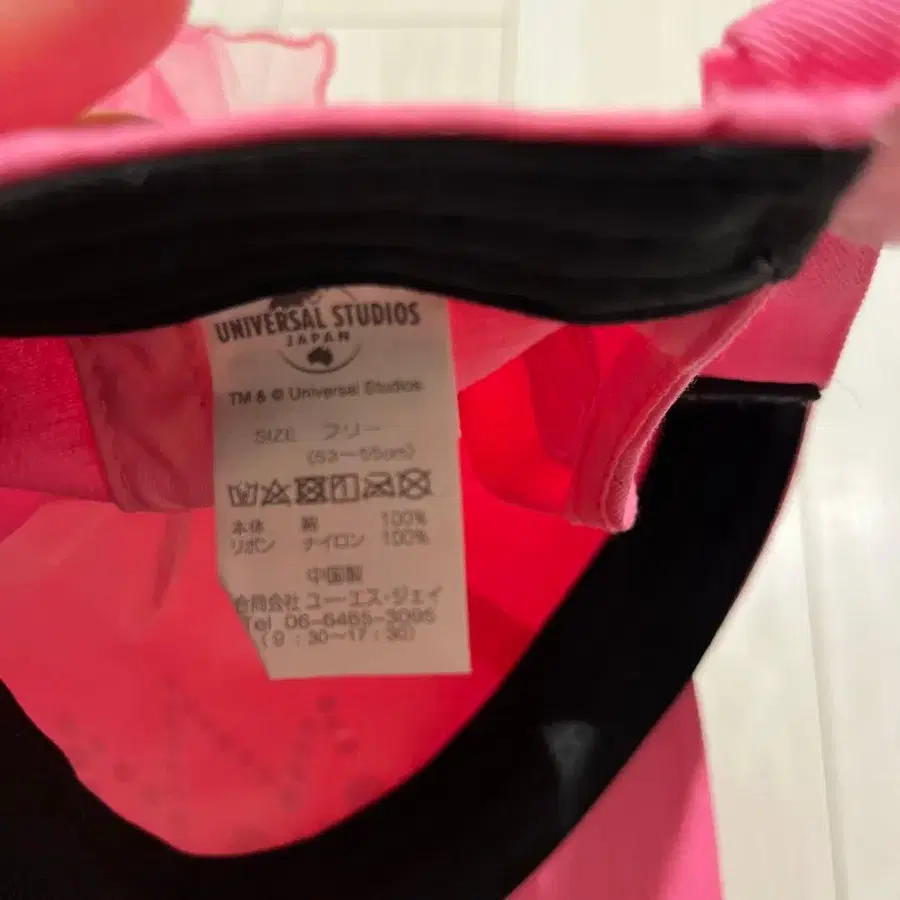 UNIVERSAL STUDIOS
JAPAN
TM & © Universal Studios
SIZE フリー
(53～55cm)
本体 綿 100%
リボン ナイロン 100%
中国製
合同会社 ユー・エス・ジェイ
Tel 06-6465-3095
(9:30～17:30)